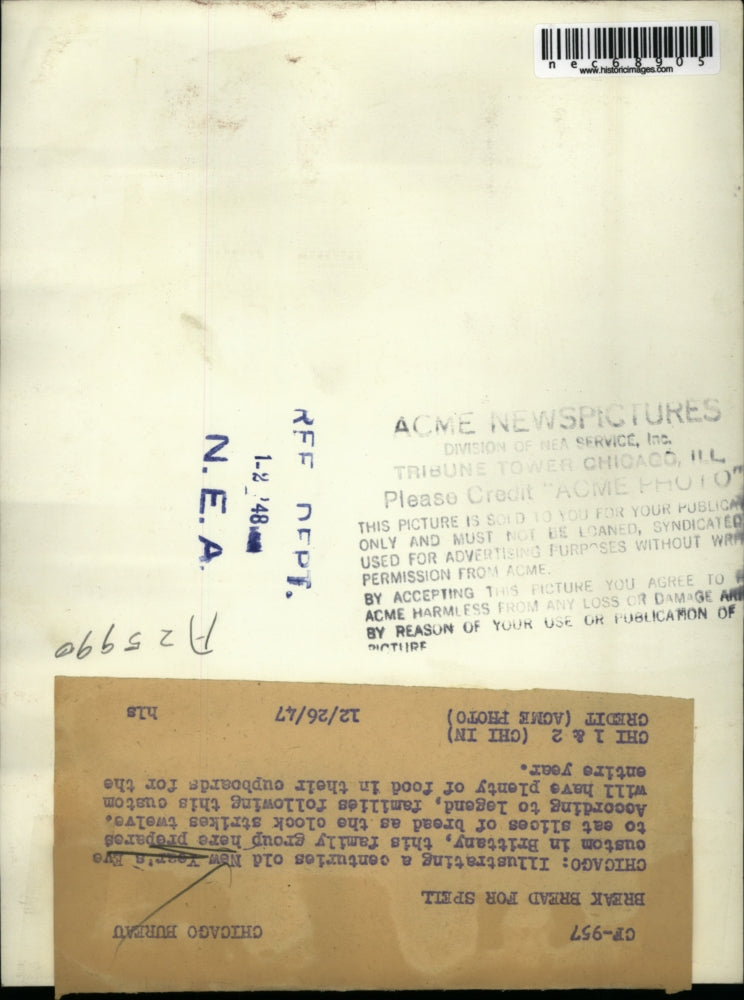 nec68905
www.historicimages.com
ACME NEWSPICTURES
DIVISION OF NEA SERVICE, Inc.
TRIBUNE TOWER CHICAGO, ILL
Please Credit "ACME PHOTO"
THIS PICTURE IS SOLD TO YOU FOR YOUR PUBLICA
ONLY AND MUST NOT BE LOANED, SYNDICATED
USED FOR ADVERTISING PURPOSES WITHOUT WRI
PERMISSION FROM ACME.
BY ACCEPTING THIS PICTURE YOU AGREE TO
ACME HARMLESS FROM ANY LOSS OR DAMAGE ARI
BY REASON OF YOUR USE OR PUBLICATION OF
PICTURE
REF DEPT.
1-2 '48
N.E.A.
A25990
CF-957 CHICAGO BUREAU
BREAK BREAD FOR SPELL
CHICAGO: Illustrating a centuries old New Year's Eve
custom in Brittany, this family group here prepares
to eat slices of bread as the clock strikes twelve.
According to legend, families following this custom
will have plenty of food in their cupboards for the
entire year.
CHI 1 & 2 (CHI IN)
CREDIT (ACME PHOTO) 12/26/47 hls